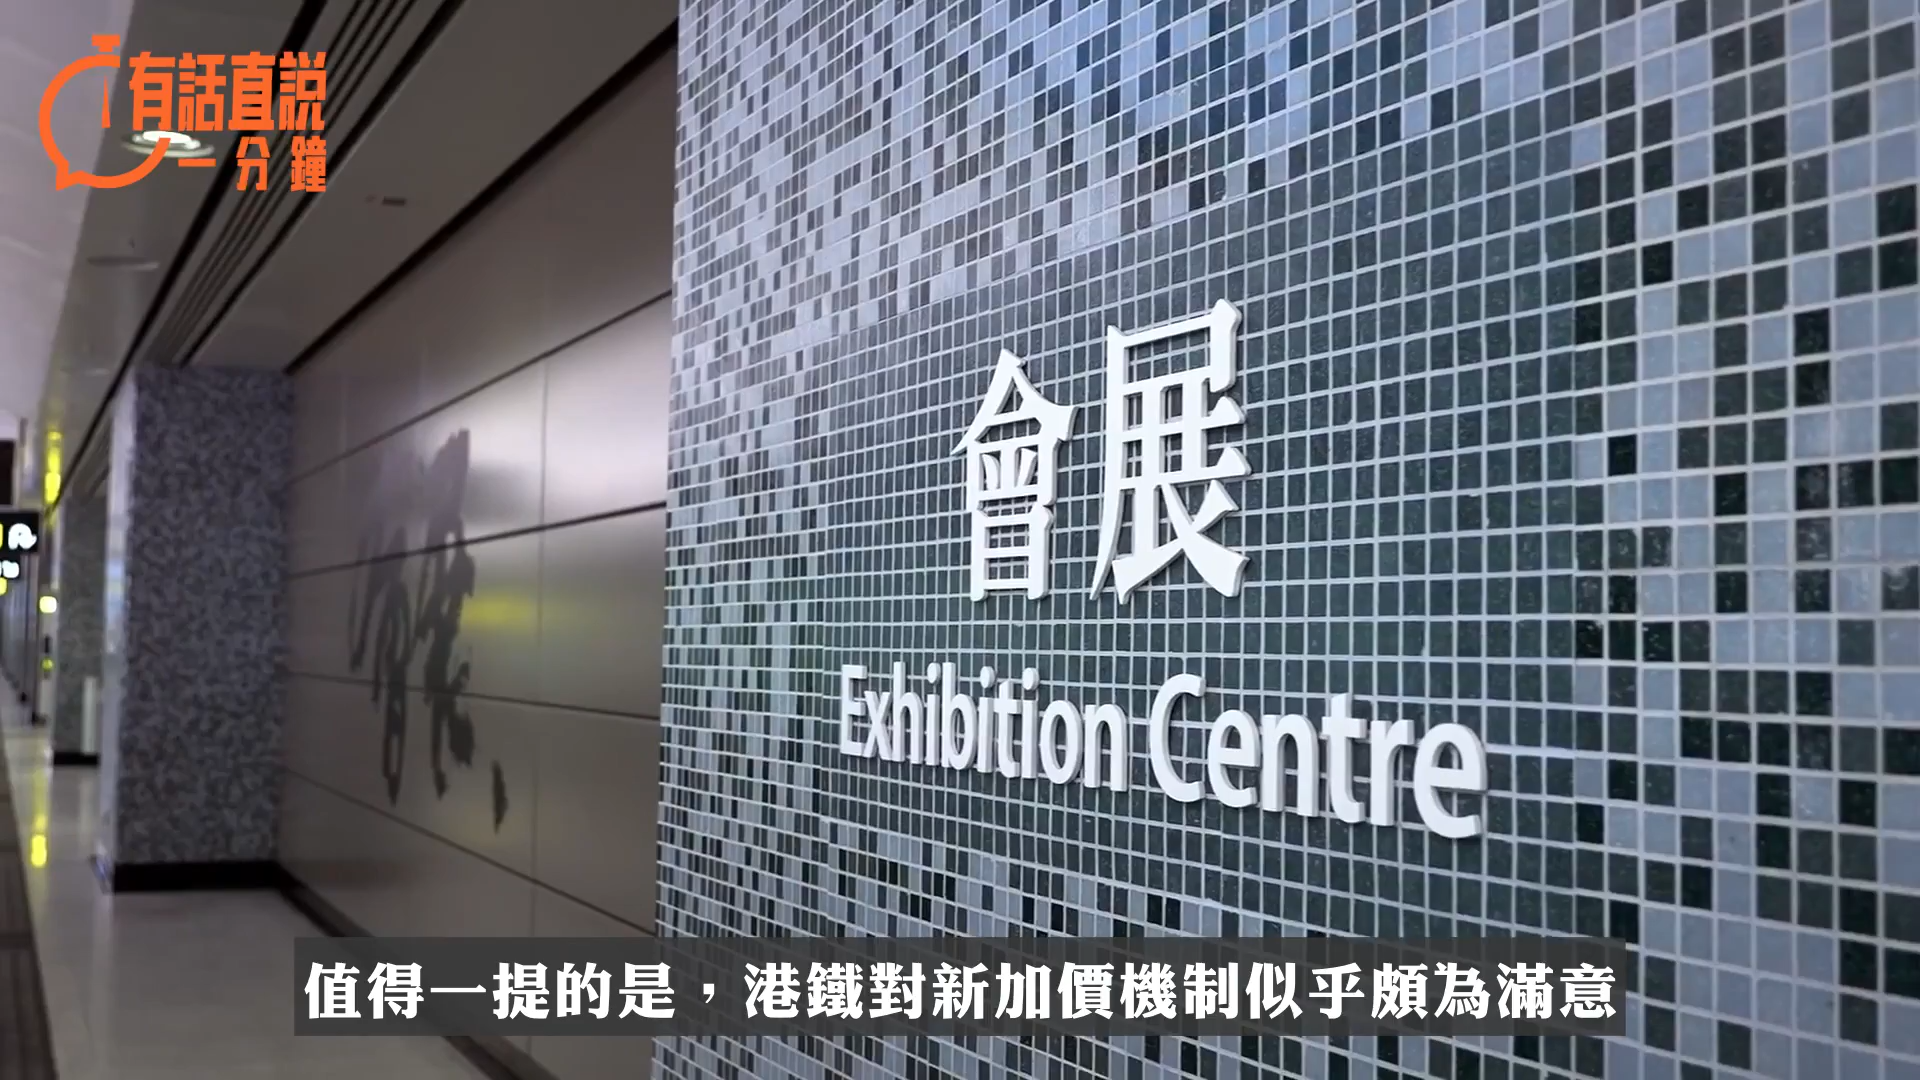 有話直説
一分鐘
會展
Exhibition Centre
值得一提的是，港鐵對新加價機制似乎頗為滿意